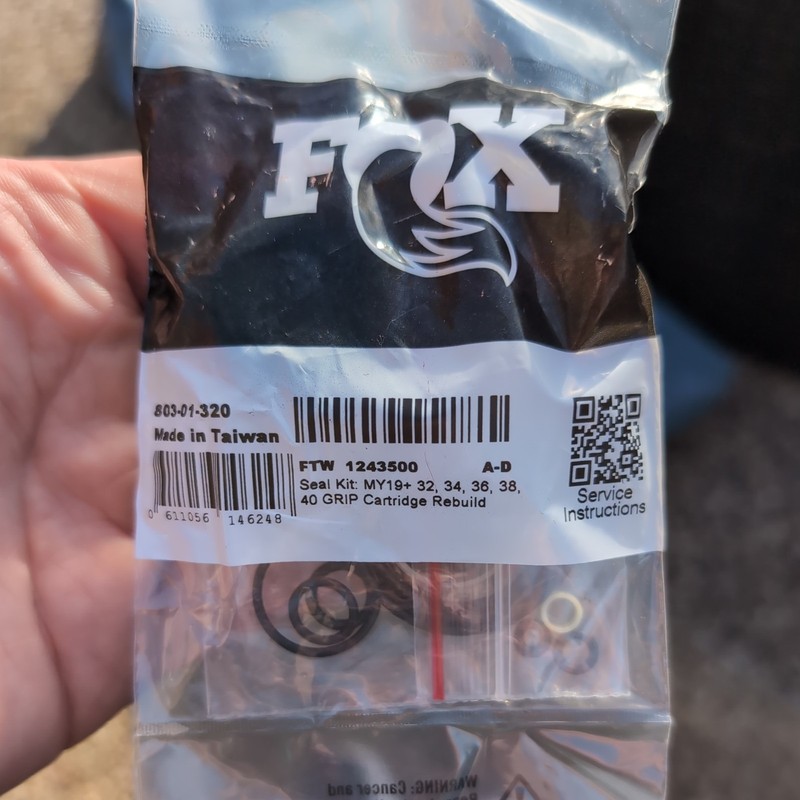 FOX
803-01-320
Made in Taiwan
FTW 1243500 A-D
Seal Kit: MY19+ 32, 34, 36, 38,
40 GRIP Cartridge Rebuild
0 611056 146248
Service
Instructions
WARNING: Cancer and